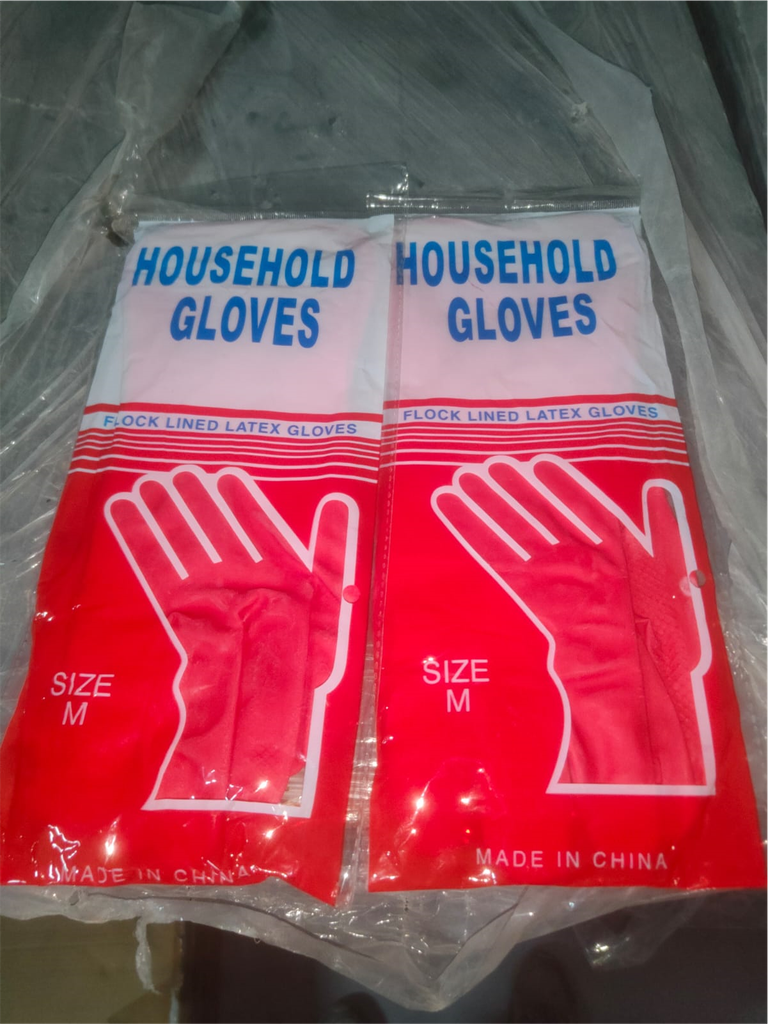 HOUSEHOLD
GLOVES
FLOCK LINED LATEX GLOVES
SIZE
M
MADE IN CHINA
HOUSEHOLD
GLOVES
FLOCK LINED LATEX GLOVES
SIZE
M
MADE IN CHINA